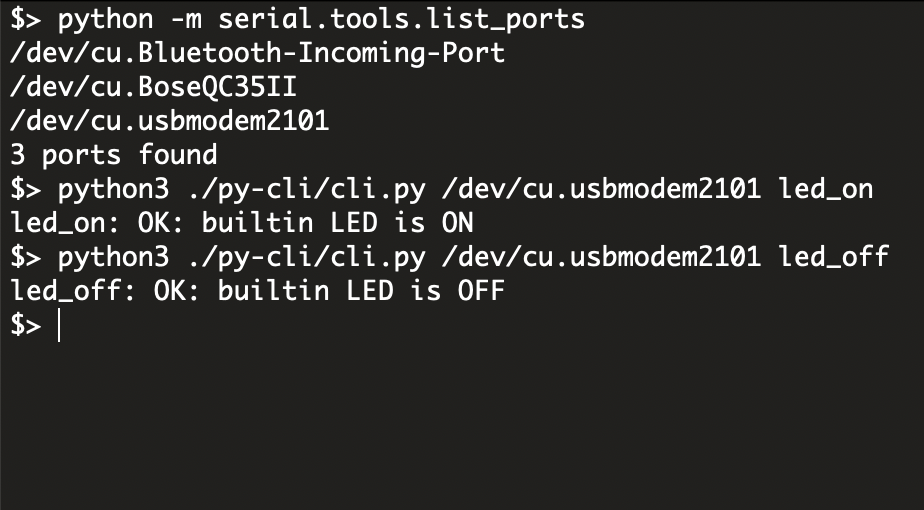 $> python -m serial.tools.list_ports
/dev/cu.Bluetooth-Incoming-Port
/dev/cu.BoseQC35II
/dev/cu.usbmodem2101
3 ports found
$> python3 ./py-cli/cli.py /dev/cu.usbmodem2101 led_on
led_on: OK: builtin LED is ON
$> python3 ./py-cli/cli.py /dev/cu.usbmodem2101 led_off
led_off: OK: builtin LED is OFF
$>